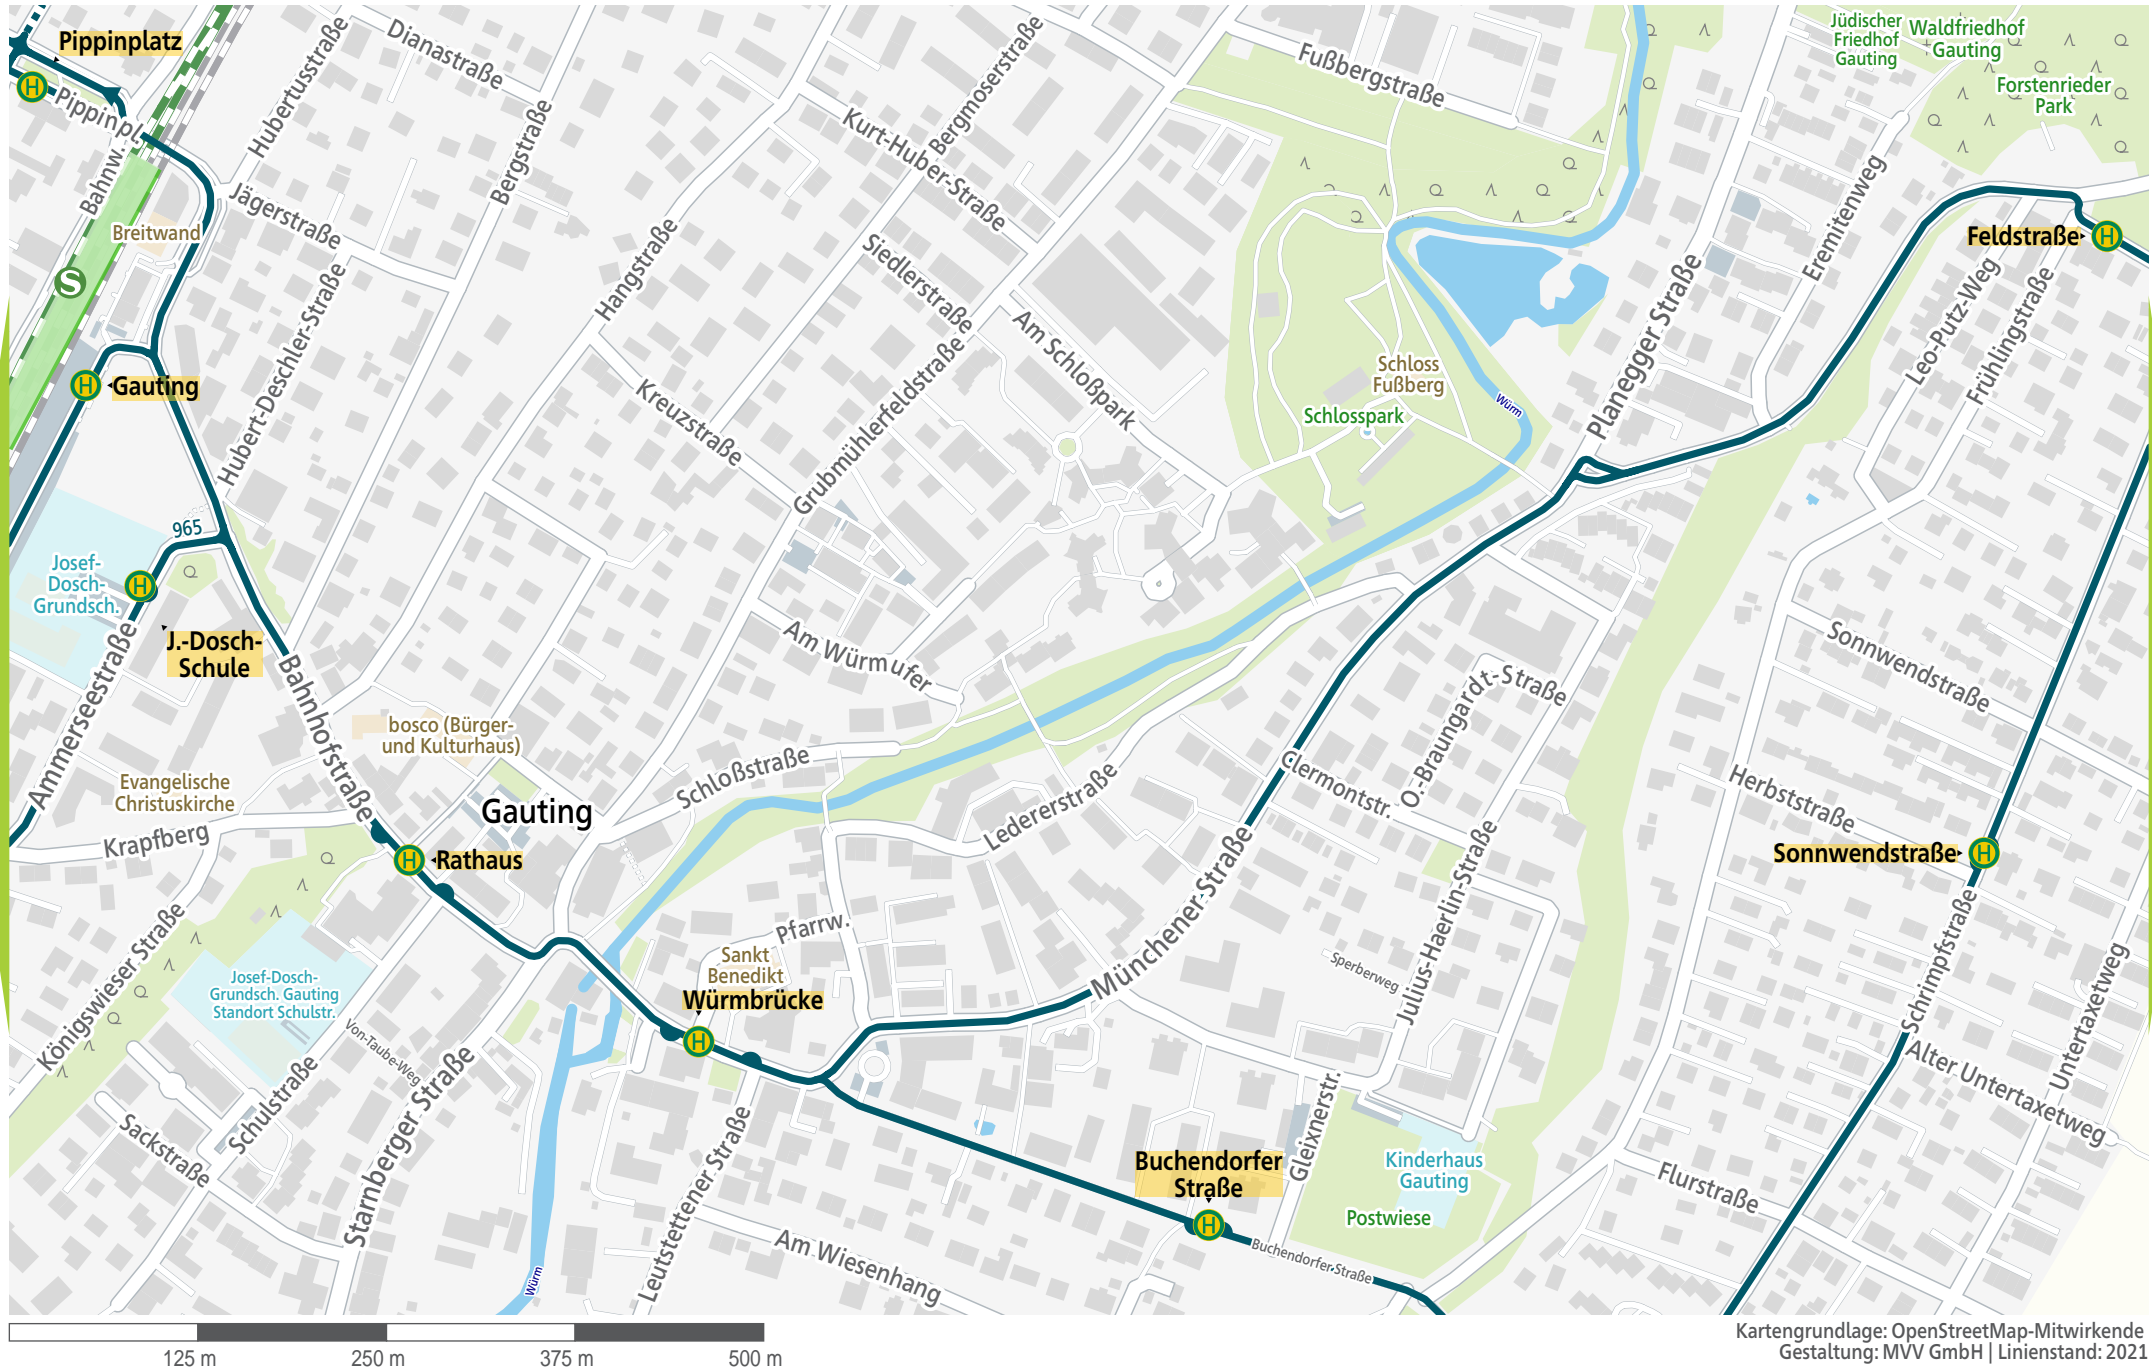 Pippinplatz
H
Pippinpl.
Bahnw.
Hubertusstraße
Dianastraße
Bergstraße
Jägerstraße
Breitwand
S
H
Gauting
Hubert-Deschler-Straße
Hangstraße
Kurt-Huber-Straße
Bergmoserstraße
Siedlerstraße
Kreuzstraße
Grubmühlerfeldstraße
Am Schloßpark
Fußbergstraße
Jüdischer
Friedhof
Gauting
Waldfriedhof
Gauting
Forstenrieder
Park
Eremitenweg
Planegger Straße
Feldstraße
H
Leo-Putz-Weg
Frühlingstraße
Schloss
Fußberg
Schlosspark
Würm
965
Josef-
Dosch-
Grundsch.
H
J.-Dosch-
Schule
Ammerseestraße
Bahnhofstraße
Am Würmufer
bosco (Bürger-
und Kulturhaus)
Evangelische
Christuskirche
Krapfberg
Gauting
Schloßstraße
Ledererstraße
Clermontstr.
O.-Braungardt-Straße
Sonnwendstraße
Herbststraße
Sonnwendstraße
H
H
Rathaus
Königswieser Straße
Josef-Dosch-
Grundsch. Gauting
Standort Schulstr.
Von-Taube-Weg
Schulstraße
Sackstraße
Starnberger Straße
Pfarrw.
Sankt
Benedikt
Würmbrücke
H
Münchener Straße
Sperberweg
Julius-Haerlin-Straße
Schrimpfstraße
Alter Untertaxetweg
Untertaxetweg
Leutstettener Straße
Am Wiesenhang
Würm
Buchendorfer
Straße
H
Gleixnerstr.
Buchendorfer Straße
Kinderhaus
Gauting
Postwiese
Flurstraße
125 m
250 m
375 m
500 m
Kartengrundlage: OpenStreetMap-Mitwirkende
Gestaltung: MVV GmbH | Linienstand: 2021